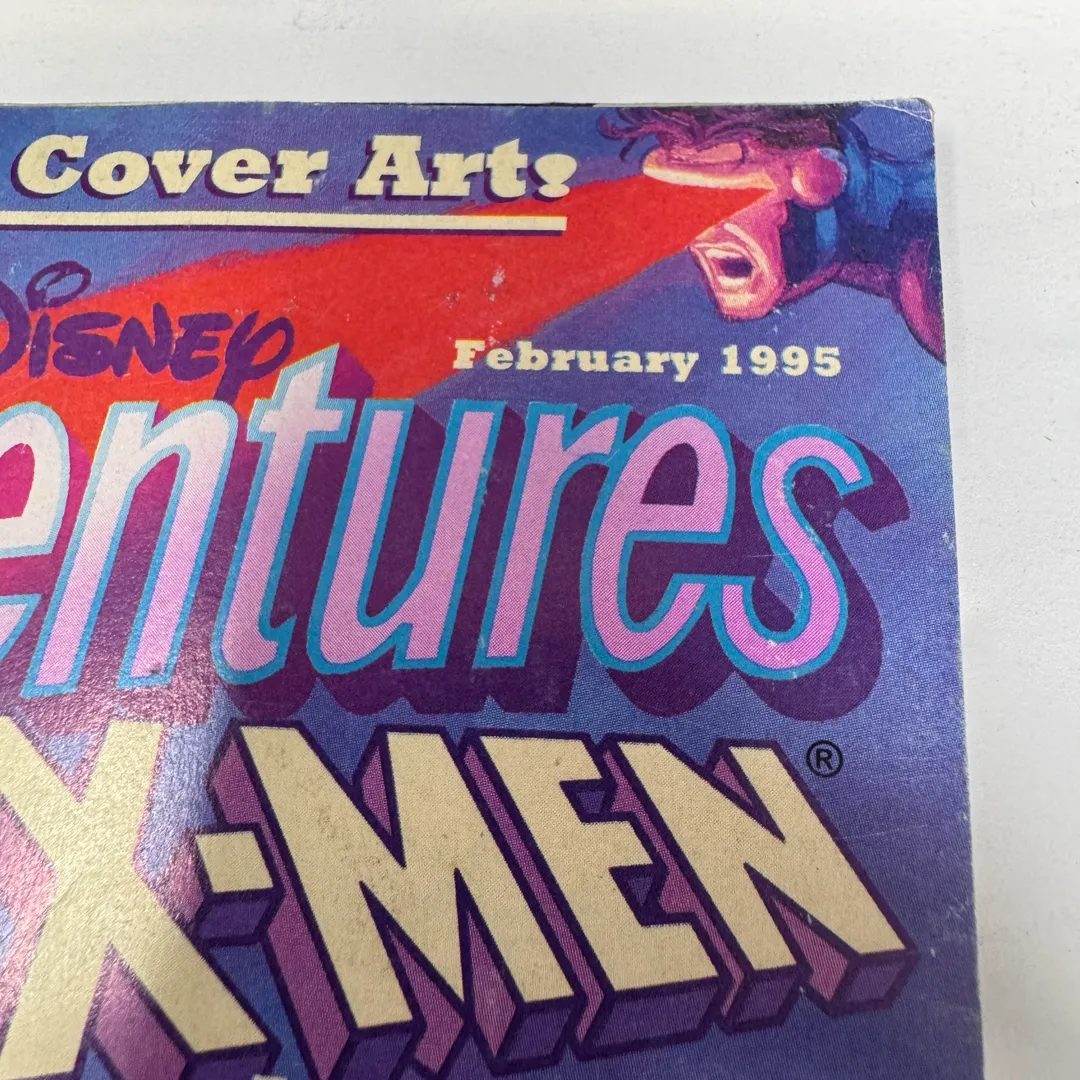 Cover Art!
DISNEY
February 1995
entures
X-MEN®